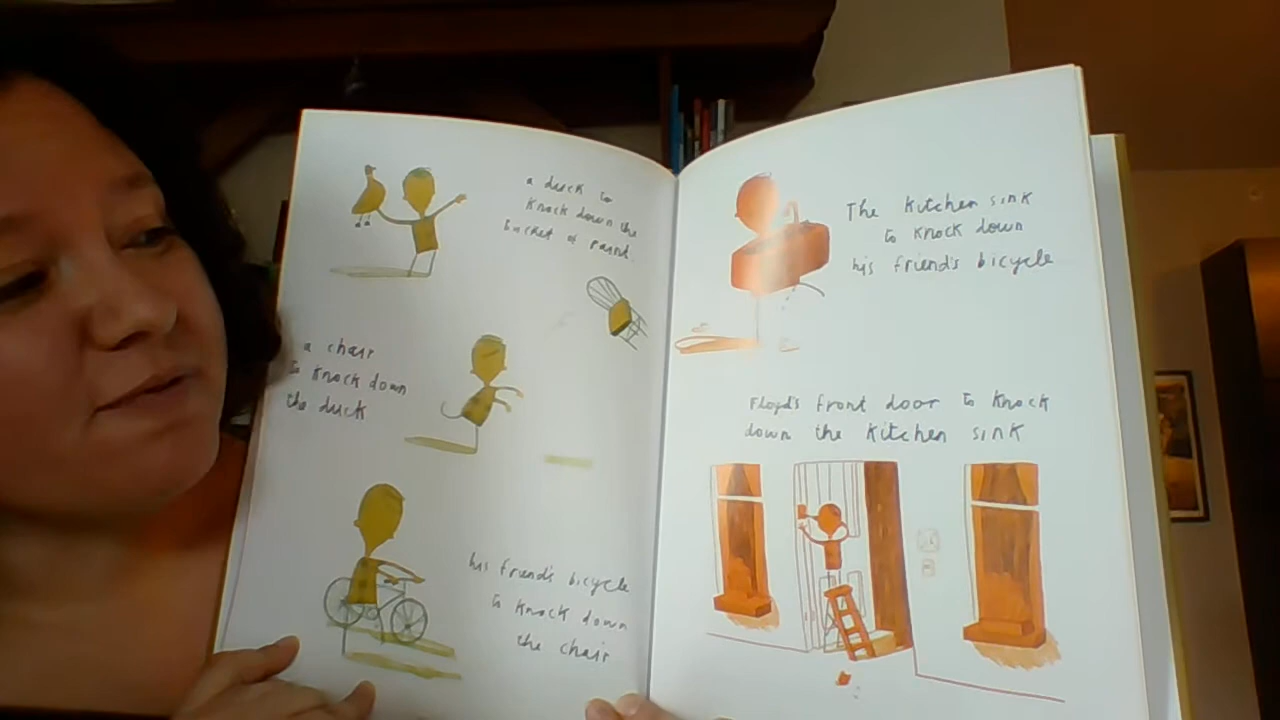 a duck to
knock down the
bucket of paint.
a chair
to knock down
the duck
his friend's bicycle
to knock down
the chair
The kitchen sink
to knock down
his friend's bicycle
Floyd's front door to knock
down the kitchen sink